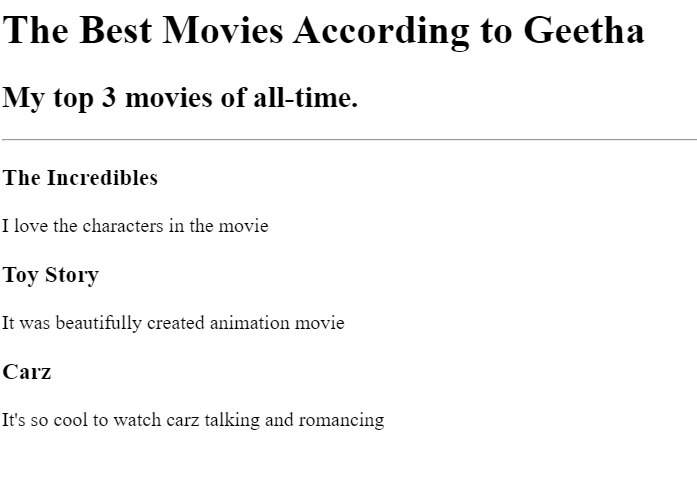 The Best Movies According to Geetha
My top 3 movies of all-time.
The Incredibles
I love the characters in the movie
Toy Story
It was beautifully created animation movie
Carz
It's so cool to watch carz talking and romancing